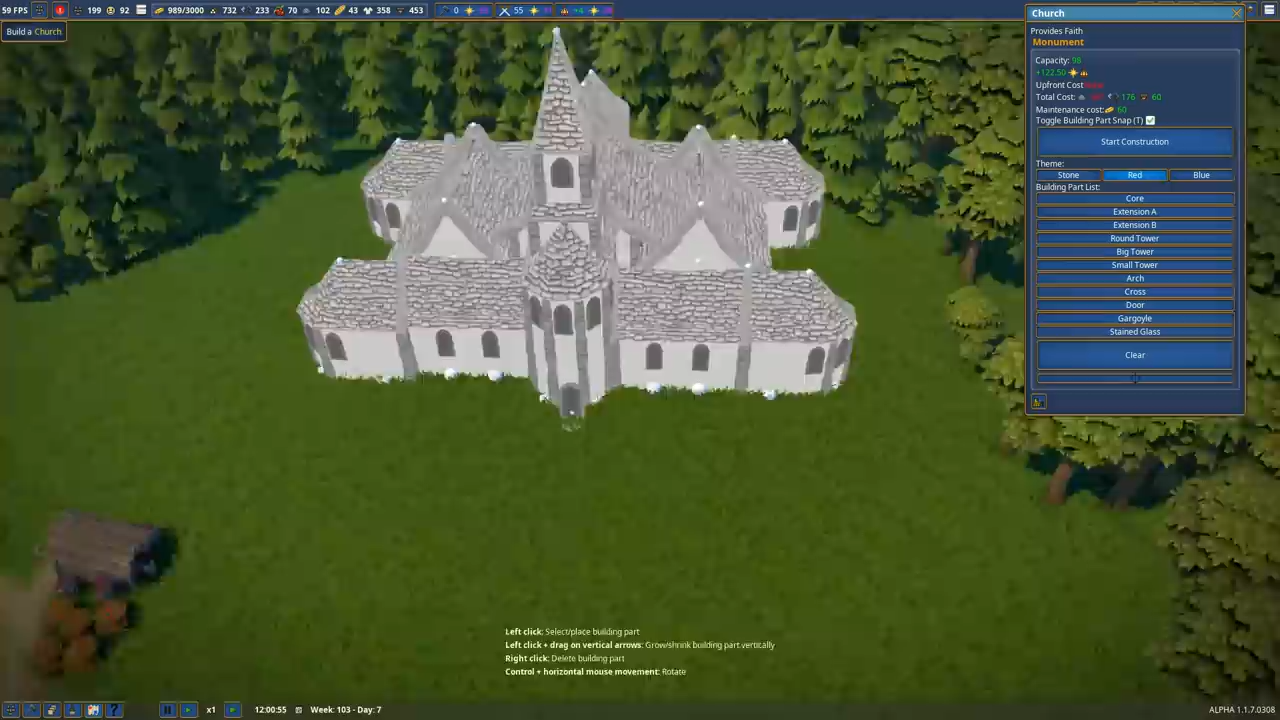 59 FPS 199 92 989/3000 732 233 70 102 43 358 453 0 55 +4
Build a Church
Church
Provides Faith
Monument
Capacity: 98
+122.50
Upfront Cost
Total Cost: 176 60
Maintenance cost: 60
Toggle Building Part Snap (T)
Start Construction
Theme:
Stone Red Blue
Building Part List:
Core
Extension A
Extension B
Round Tower
Big Tower
Small Tower
Arch
Cross
Door
Gargoyle
Stained Glass
Clear
Left click: Select/place building part
Left click + drag on vertical arrows: Grow/shrink building part vertically
Right click: Delete building part
Control + horizontal mouse movement: Rotate
x1 12:00:55 Week: 103 - Day: 7
ALPHA 1.1.7.0308